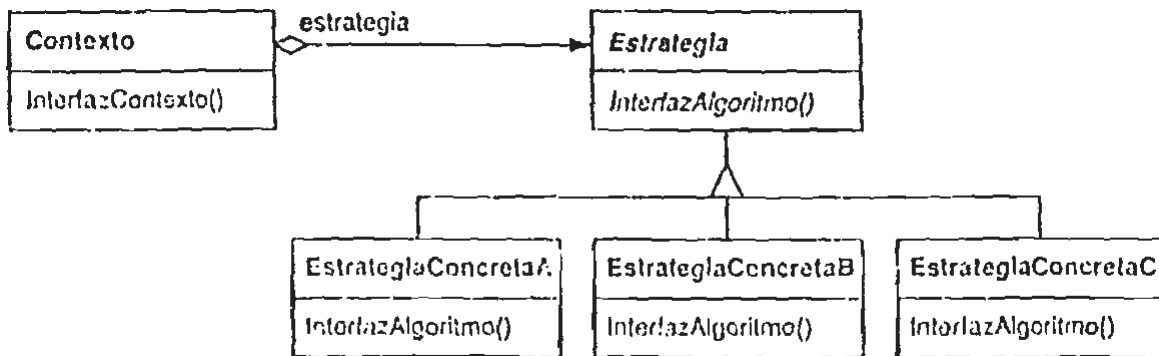 estrategia
Contexto
Estrategia
InterfazContexto()
InterfazAlgoritmo()
EstrategiaConcretaA
EstrategiaConcretaB
EstrategiaConcretaC
InterfazAlgoritmo()
InterfazAlgoritmo()
InterfazAlgoritmo()